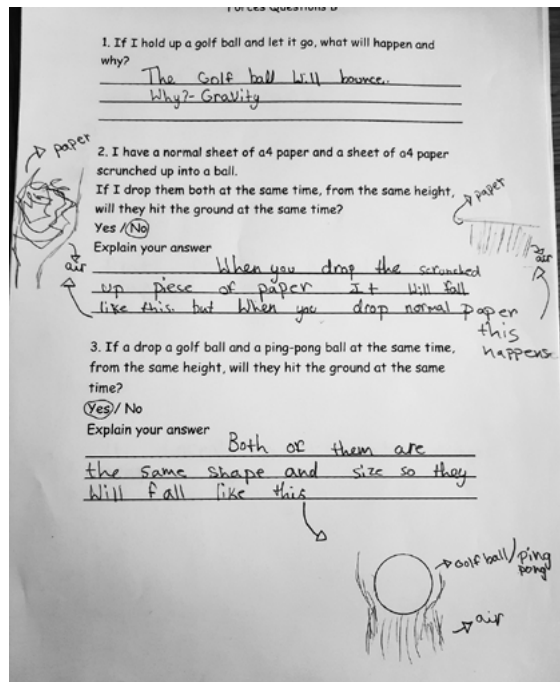 Forces Questions B
1. If I hold up a golf ball and let it go, what will happen and
why?
The Golf ball Will bounce.
Why?- Gravity
paper
2. I have a normal sheet of a4 paper and a sheet of a4 paper
scrunched up into a ball.
If I drop them both at the same time, from the same height,
will they hit the ground at the same time?
Yes / No
paper
air
air
Explain your answer
When you drop the scrunched
up piece of paper It Will fall
like this. but When you drop normal paper
this
happens
3. If a drop a golf ball and a ping-pong ball at the same time,
from the same height, will they hit the ground at the same
time?
Yes / No
Explain your answer
Both of them are
the same shape and size so they
Will fall like this
Golf ball/ping
pong
air